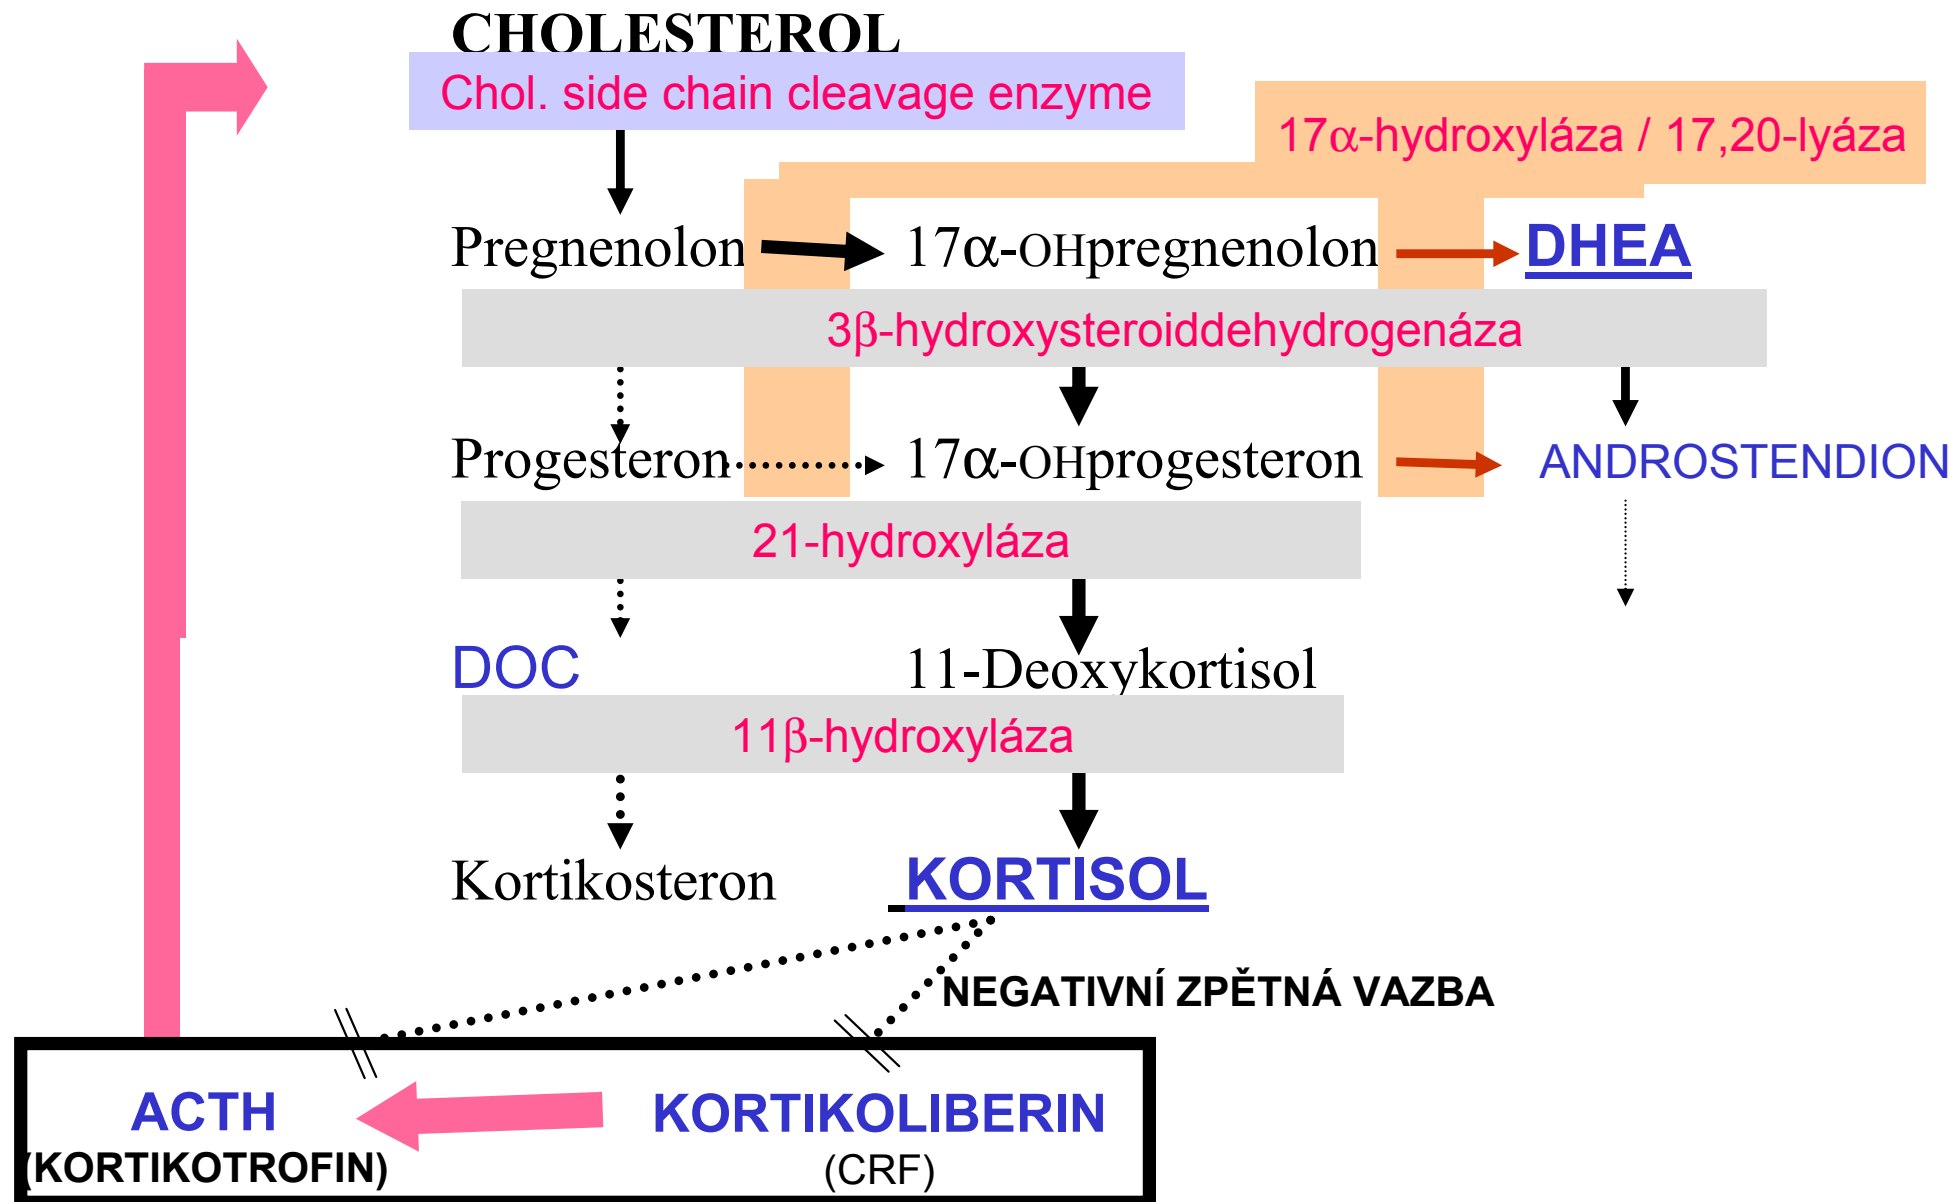 CHOLESTEROL
Chol. side chain cleavage enzyme
17α-hydroxyláza / 17,20-lyáza
Pregnenolon 17α-OHpregnenolon DHEA
3β-hydroxysteroiddehydrogenáza
Progesteron 17α-OHprogesteron ANDROSTENDION
21-hydroxyláza
DOC 11-Deoxykortisol
11β-hydroxyláza
Kortikosteron KORTISOL
NEGATIVNÍ ZPĚTNÁ VAZBA
ACTH KORTIKOLIBERIN
(KORTIKOTROFIN) (CRF)